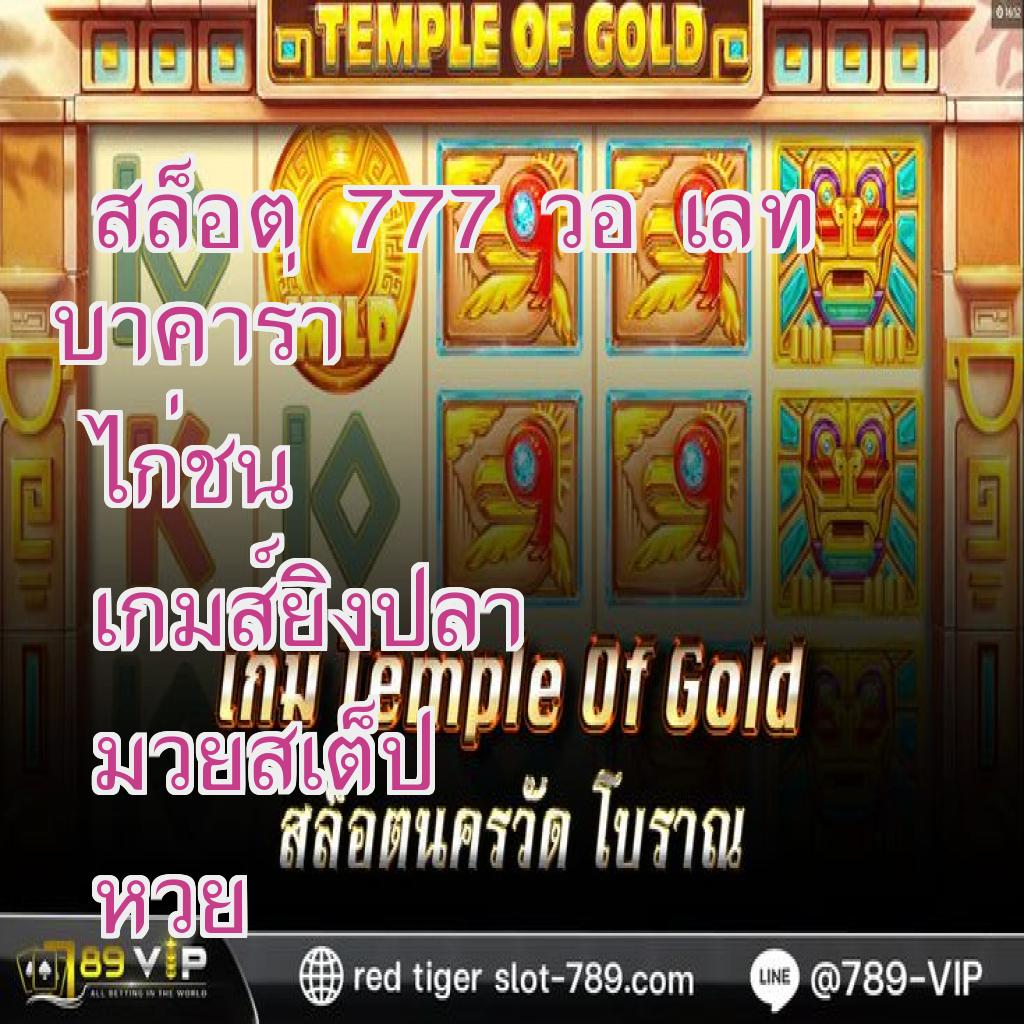 TEMPLE OF GOLD
สล็อตุ 777 วอ เลท
WILD
บาคารา
ไก่ชน
K
เกมส์ยิงปลา
เกม Temple Of Gold
มวยสเต็ป
สล็อตนครวัด โบราณ
หวย
789 VIP
ALL BETTING IN THE WORLD
red tiger slot-789.com
LINE @789-VIP